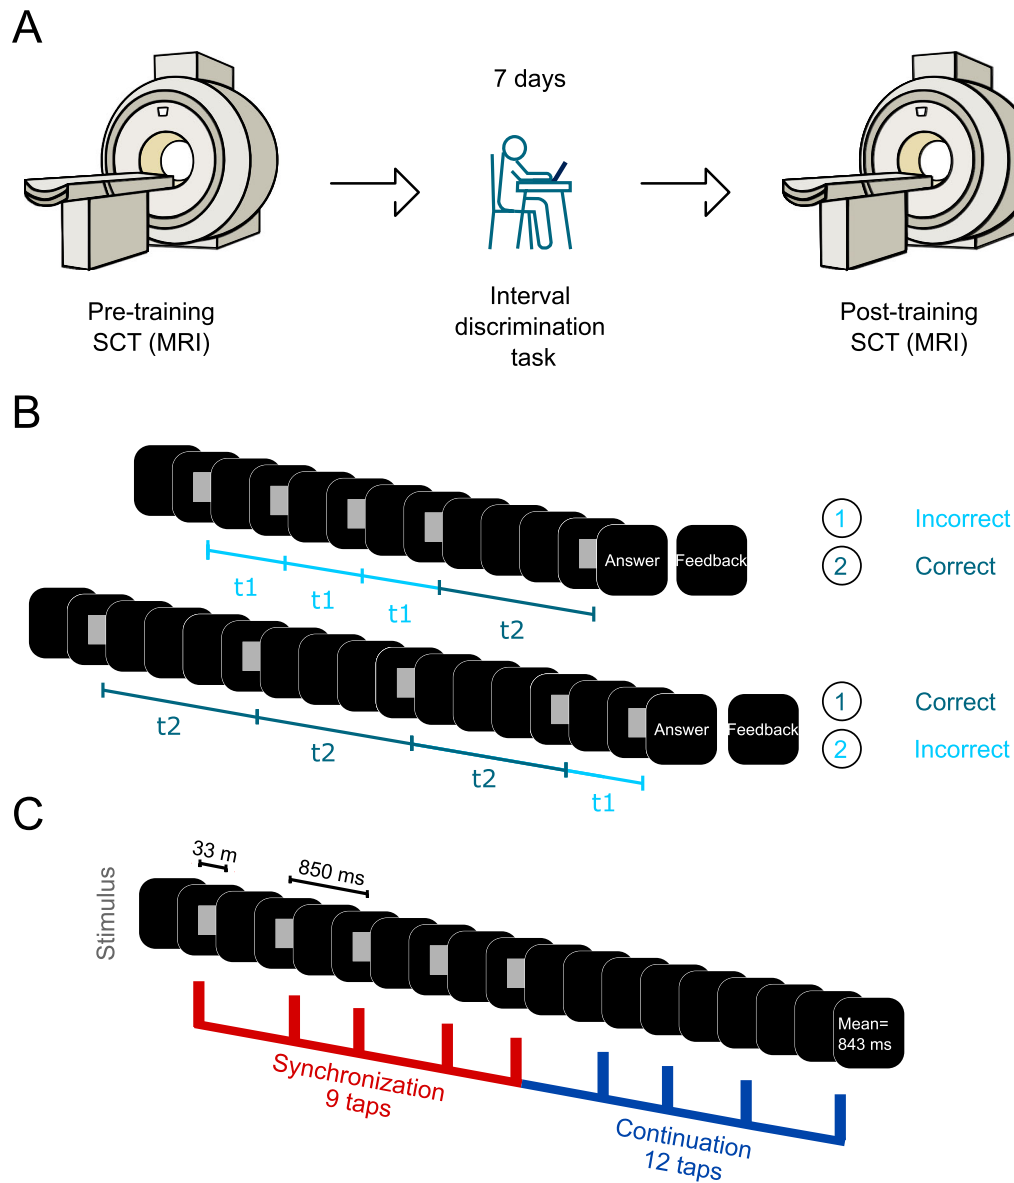 A
7 days
Pre-training
SCT (MRI)
Interval
discrimination
task
Post-training
SCT (MRI)
B
Answer
Feedback
1 Incorrect
2 Correct
t1
t1
t1
t2
Answer
Feedback
1 Correct
2 Incorrect
t2
t2
t2
t1
C
Stimulus
33 m
850 ms
Mean=
843 ms
Synchronization
9 taps
Continuation
12 taps